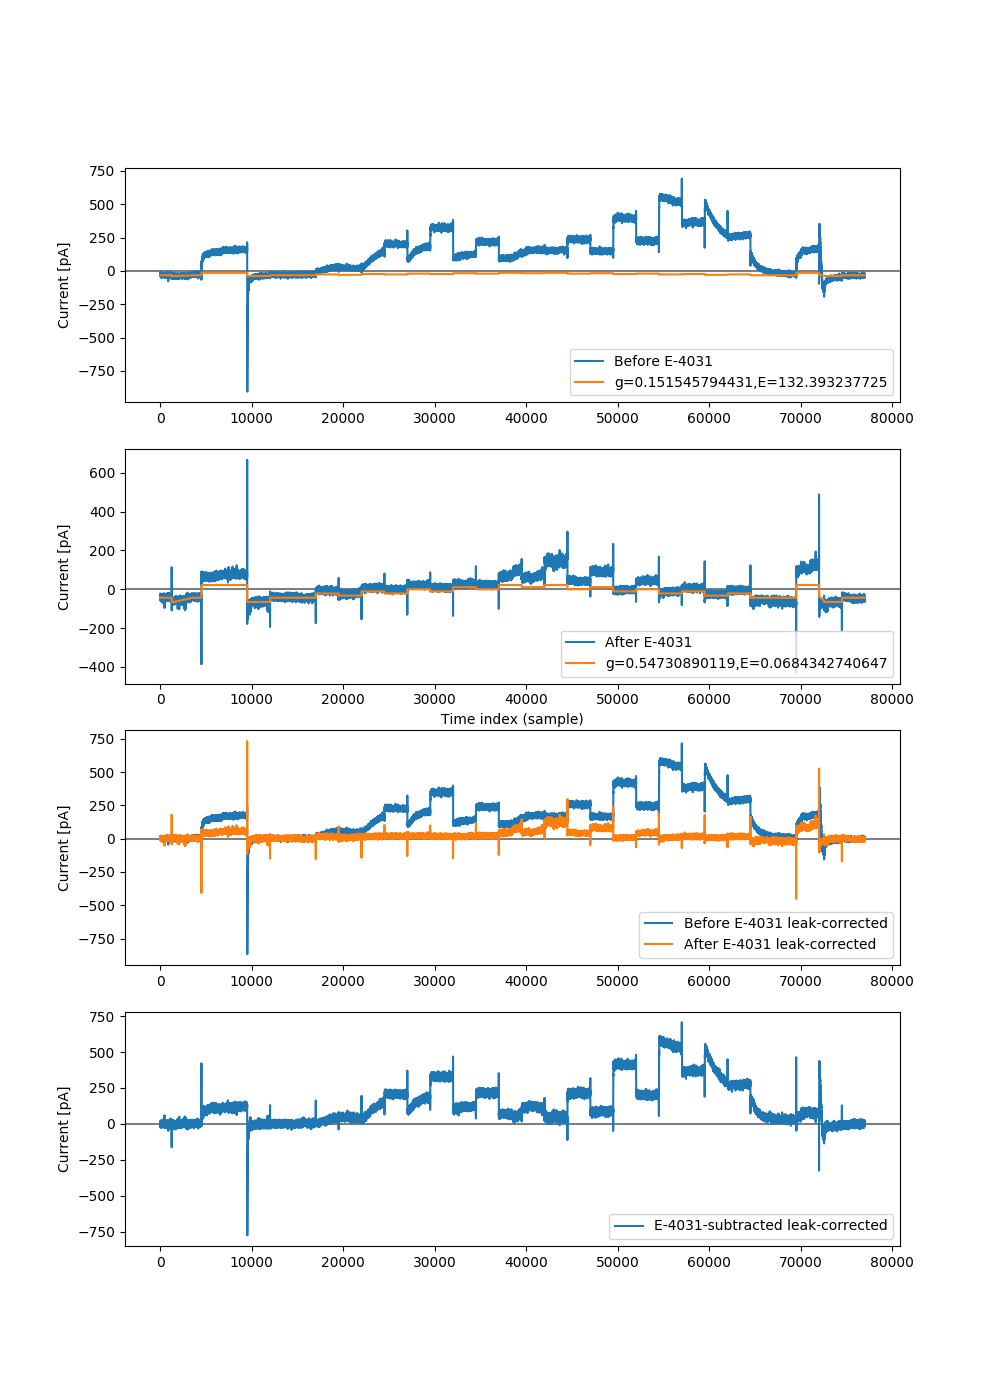 750
500
250
0
−250
−500
−750
Current [pA]
Before E-4031
g=0.151545794431,E=132.393237725
0 10000 20000 30000 40000 50000 60000 70000 80000
600
400
200
0
−200
−400
Current [pA]
After E-4031
g=0.54730890119,E=0.0684342740647
0 10000 20000 30000 40000 50000 60000 70000 80000
Time index (sample)
750
500
250
0
−250
−500
−750
Current [pA]
Before E-4031 leak-corrected
After E-4031 leak-corrected
0 10000 20000 30000 40000 50000 60000 70000 80000
750
500
250
0
−250
−500
−750
Current [pA]
E-4031-subtracted leak-corrected
0 10000 20000 30000 40000 50000 60000 70000 80000